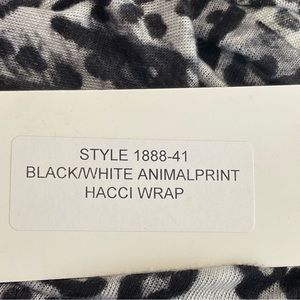 STYLE 1888-41
BLACK/WHITE ANIMALPRINT
HACCI WRAP